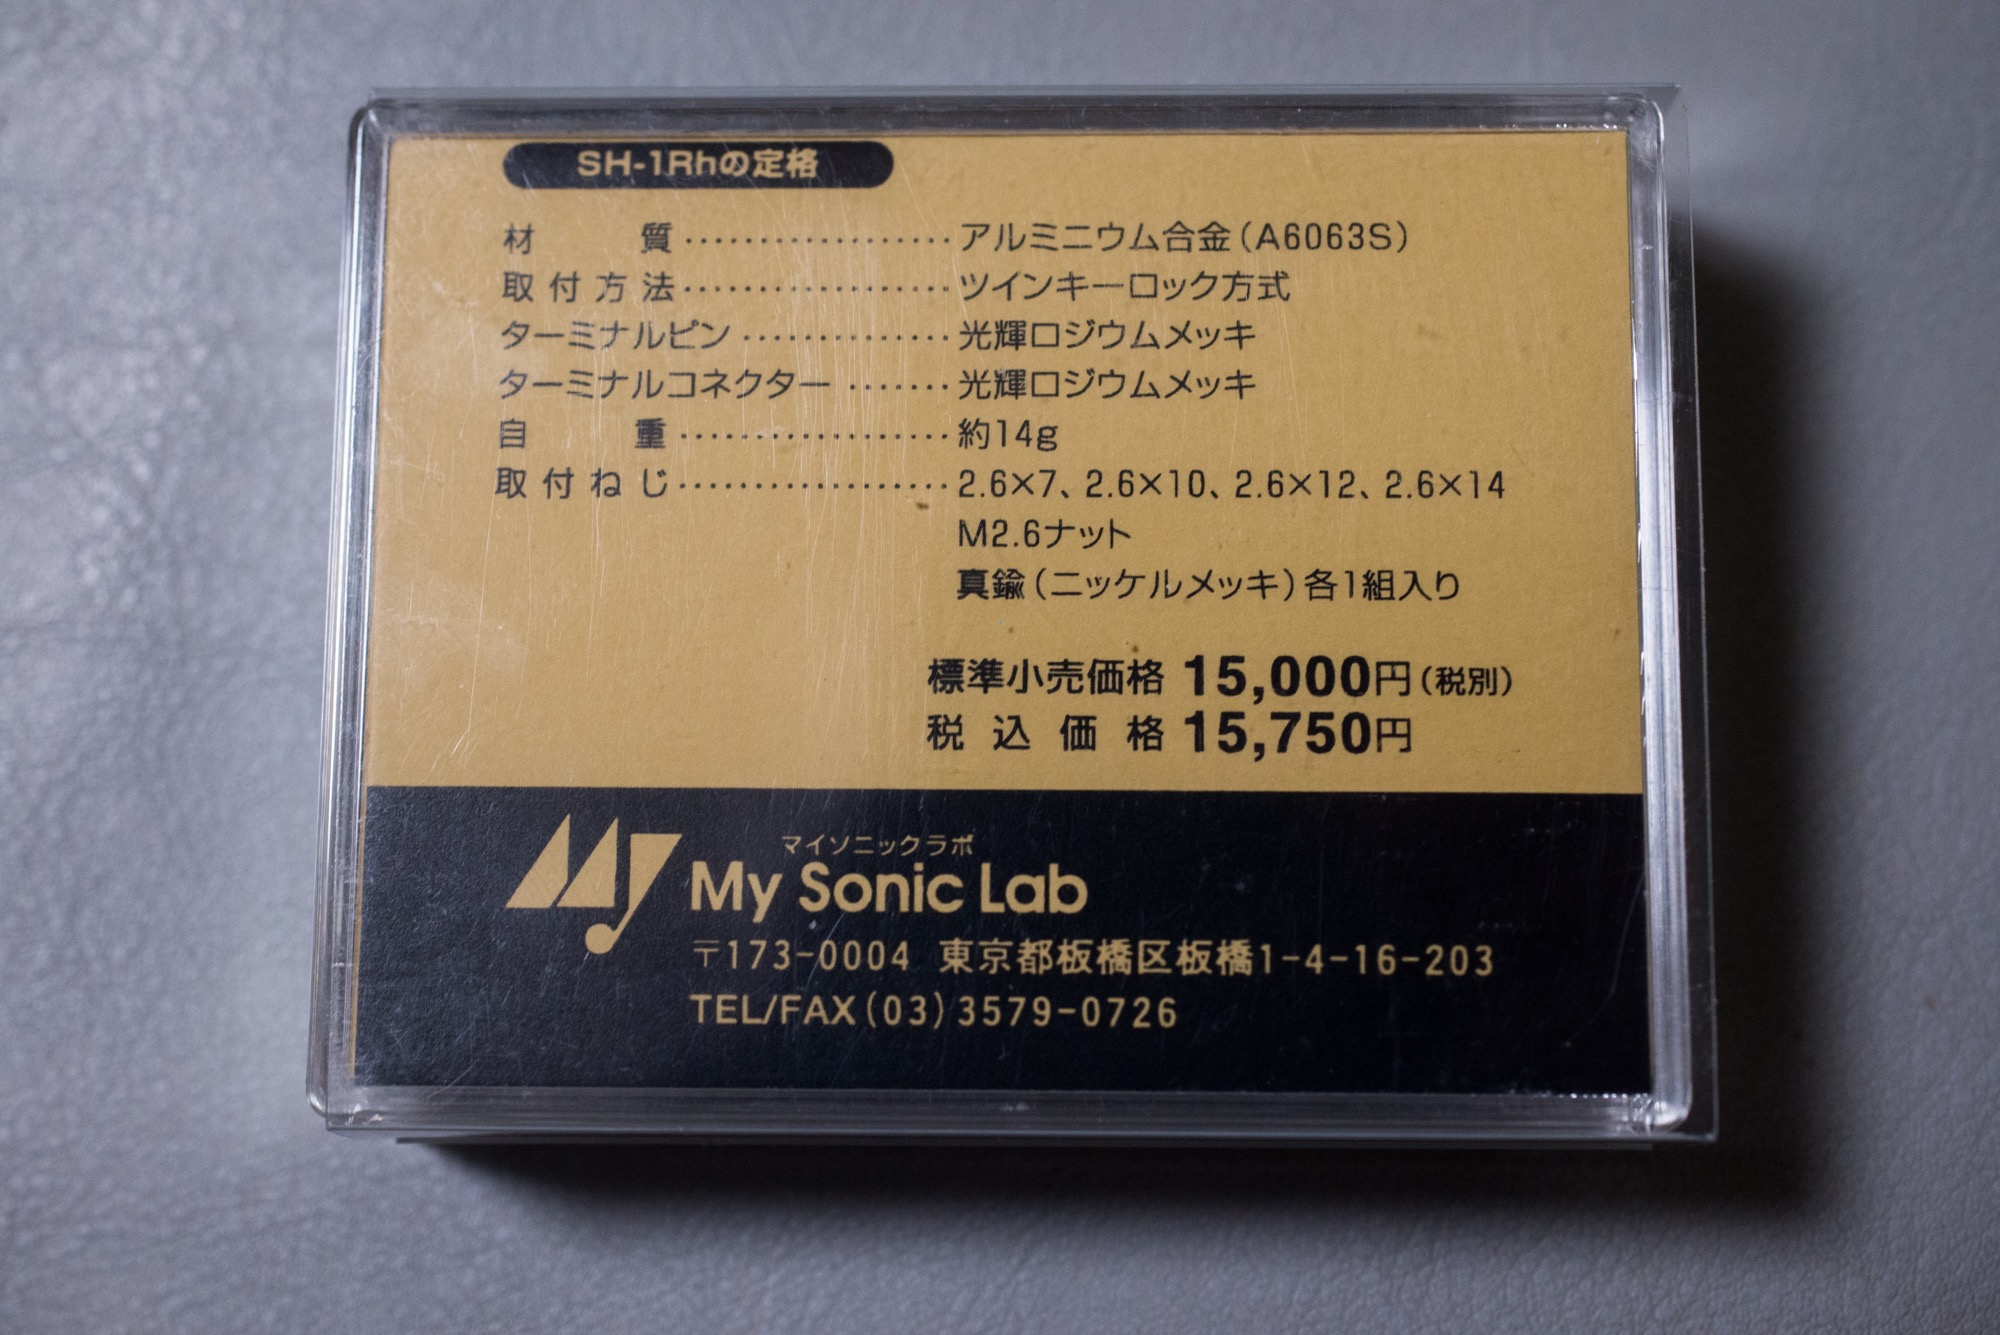 SH-1Rhの定格
材質……………………アルミニウム合金(A6063S)
取付方法……………………ツインキーロック方式
ターミナルピン………………光輝ロジウムメッキ
ターミナルコネクター………光輝ロジウムメッキ
自重……………………約14g
取付ねじ……………………2.6×7、2.6×10、2.6×12、2.6×14
M2.6ナット
真鍮(ニッケルメッキ)各1組入り
標準小売価格 15,000円(税別)
税込価格 15,750円
マイソニックラボ
My Sonic Lab
〒173-0004 東京都板橋区板橋1-4-16-203
TEL/FAX(03)3579-0726